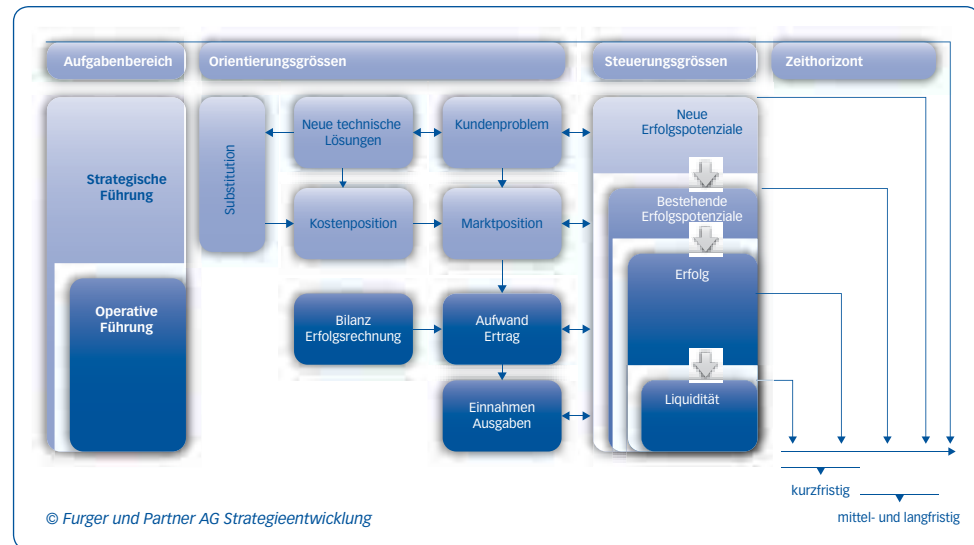 Aufgabenbereich
Orientierungsgrössen
Steuerungsgrössen
Zeithorizont
Strategische
Führung
Operative
Führung
Substitution
Neue technische
Lösungen
Kundenproblem
Kostenposition
Marktposition
Bilanz
Erfolgsrechnung
Aufwand
Ertrag
Einnahmen
Ausgaben
Neue
Erfolgspotenziale
Bestehende
Erfolgspotenziale
Erfolg
Liquidität
kurzfristig
mittel- und langfristig
© Furger und Partner AG Strategieentwicklung